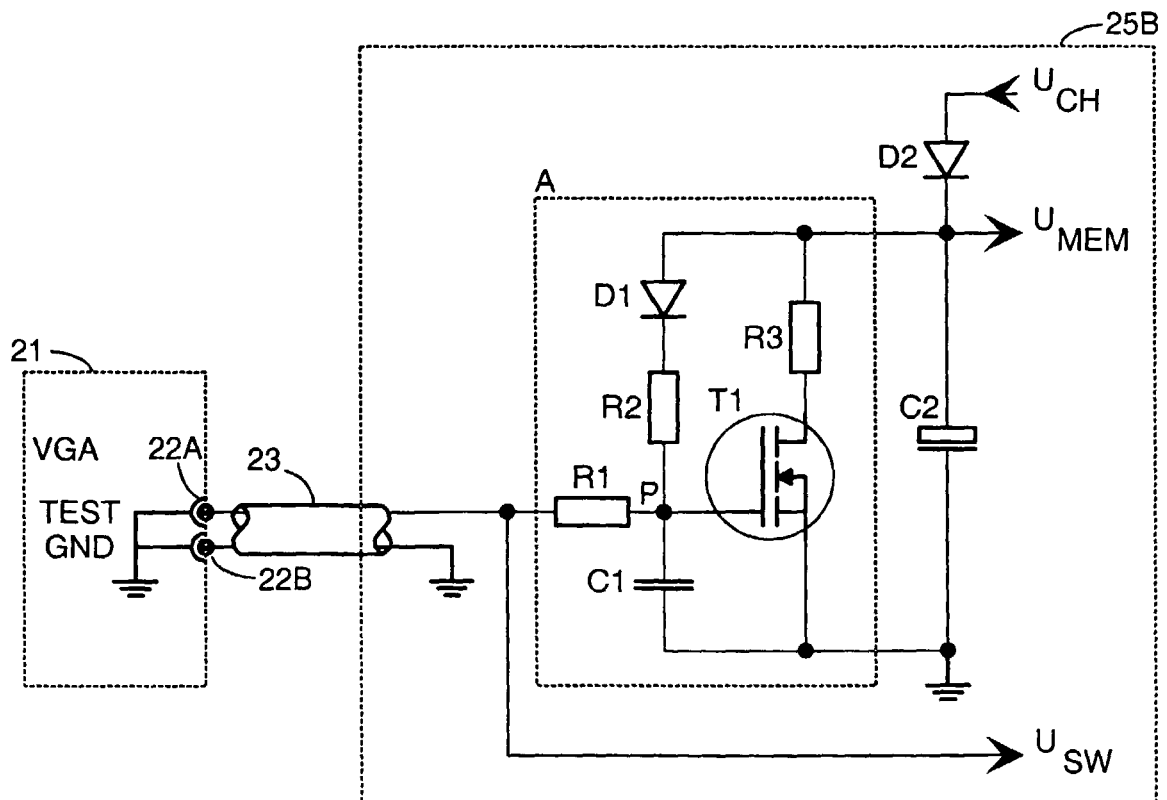 25B
U CH
D2
A
U MEM
D1
R3
21
R2
T1
C2
VGA
22A
23
R1
P
TEST
GND
22B
C1
U SW